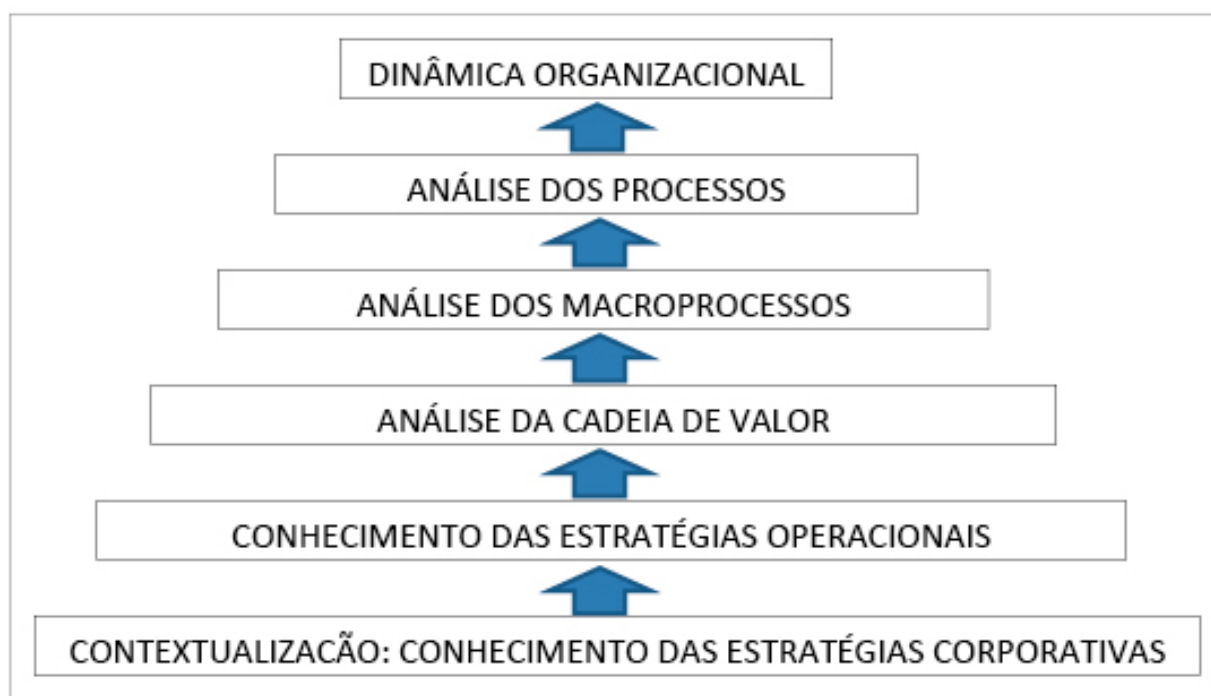 DINÂMICA ORGANIZACIONAL
ANÁLISE DOS PROCESSOS
ANÁLISE DOS MACROPROCESSOS
ANÁLISE DA CADEIA DE VALOR
CONHECIMENTO DAS ESTRATÉGIAS OPERACIONAIS
CONTEXTUALIZACÃO: CONHECIMENTO DAS ESTRATÉGIAS CORPORATIVAS